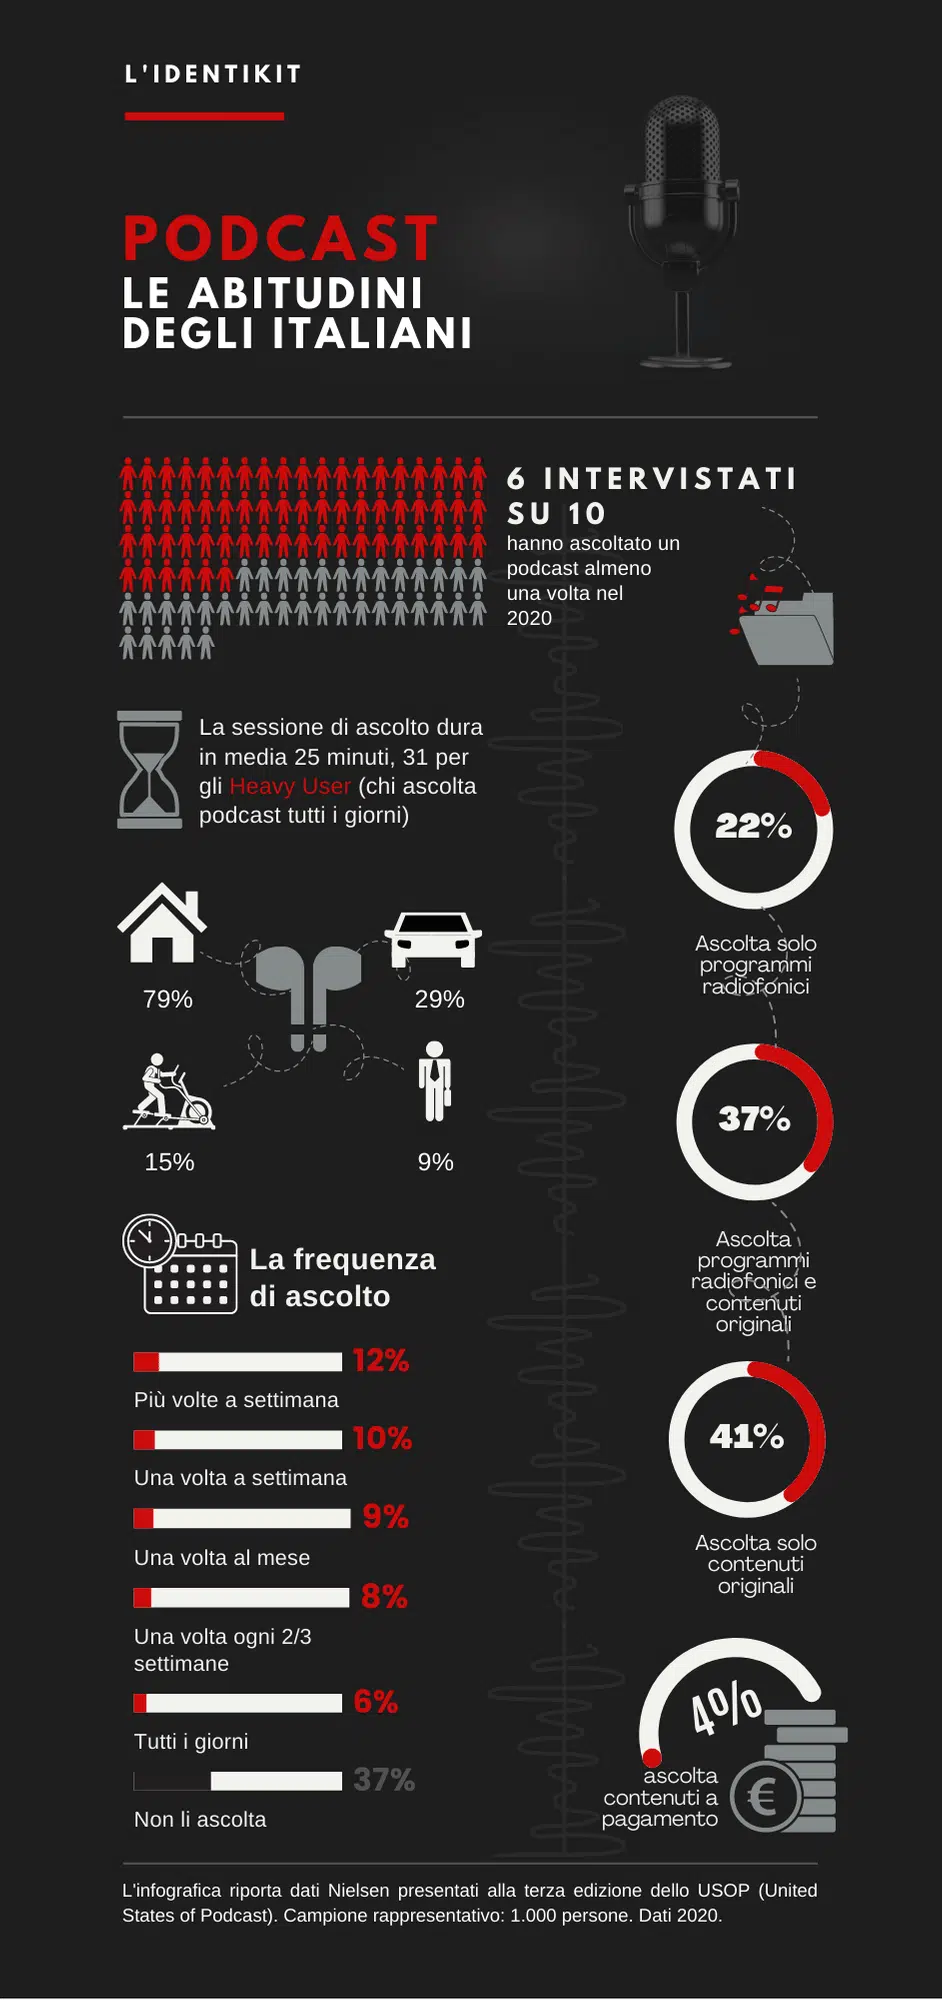 L'IDENTIKIT
PODCAST
LE ABITUDINI
DEGLI ITALIANI
6 INTERVISTATI
SU 10
hanno ascoltato un
podcast almeno
una volta nel
2020
La sessione di ascolto dura
in media 25 minuti, 31 per
gli Heavy User (chi ascolta
podcast tutti i giorni)
79%
29%
15%
9%
La frequenza
di ascolto
12%
Più volte a settimana
10%
Una volta a settimana
9%
Una volta al mese
8%
Una volta ogni 2/3
settimane
6%
Tutti i giorni
37%
Non li ascolta
22%
Ascolta solo
programmi
radiofonici
37%
Ascolta
programmi
radiofonici e
contenuti
originali
41%
Ascolta solo
contenuti
originali
4%
ascolta
contenuti a
pagamento
€
L'infografica riporta dati Nielsen presentati alla terza edizione dello USOP (United
States of Podcast). Campione rappresentativo: 1.000 persone. Dati 2020.